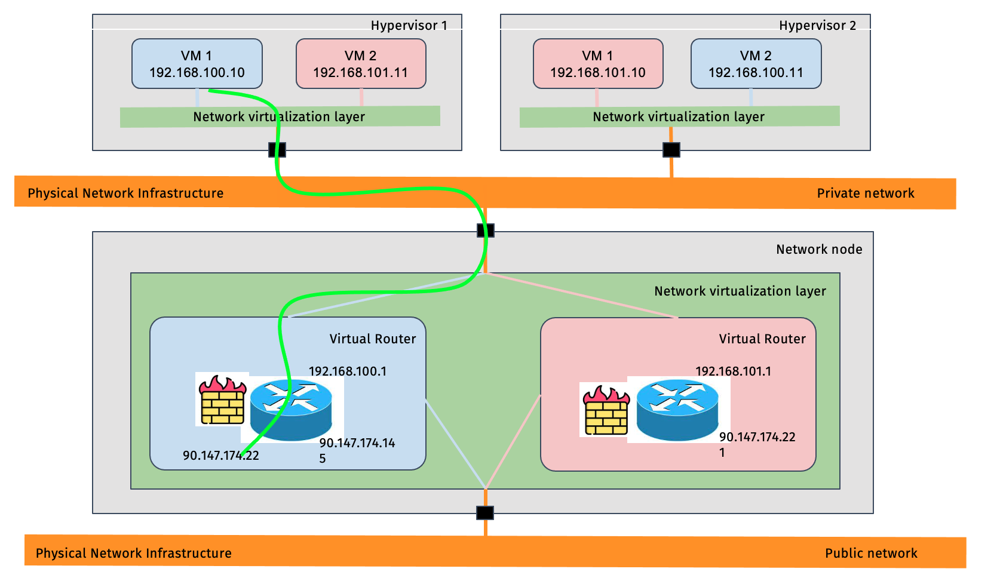 Hypervisor 1
Hypervisor 2
VM 1
192.168.100.10
VM 2
192.168.101.11
VM 1
192.168.101.10
VM 2
192.168.100.11
Network virtualization layer
Network virtualization layer
Physical Network Infrastructure
Private network
Network node
Network virtualization layer
Virtual Router
192.168.100.1
90.147.174.14
5
90.147.174.22
Virtual Router
192.168.101.1
90.147.174.22
1
Physical Network Infrastructure
Public network